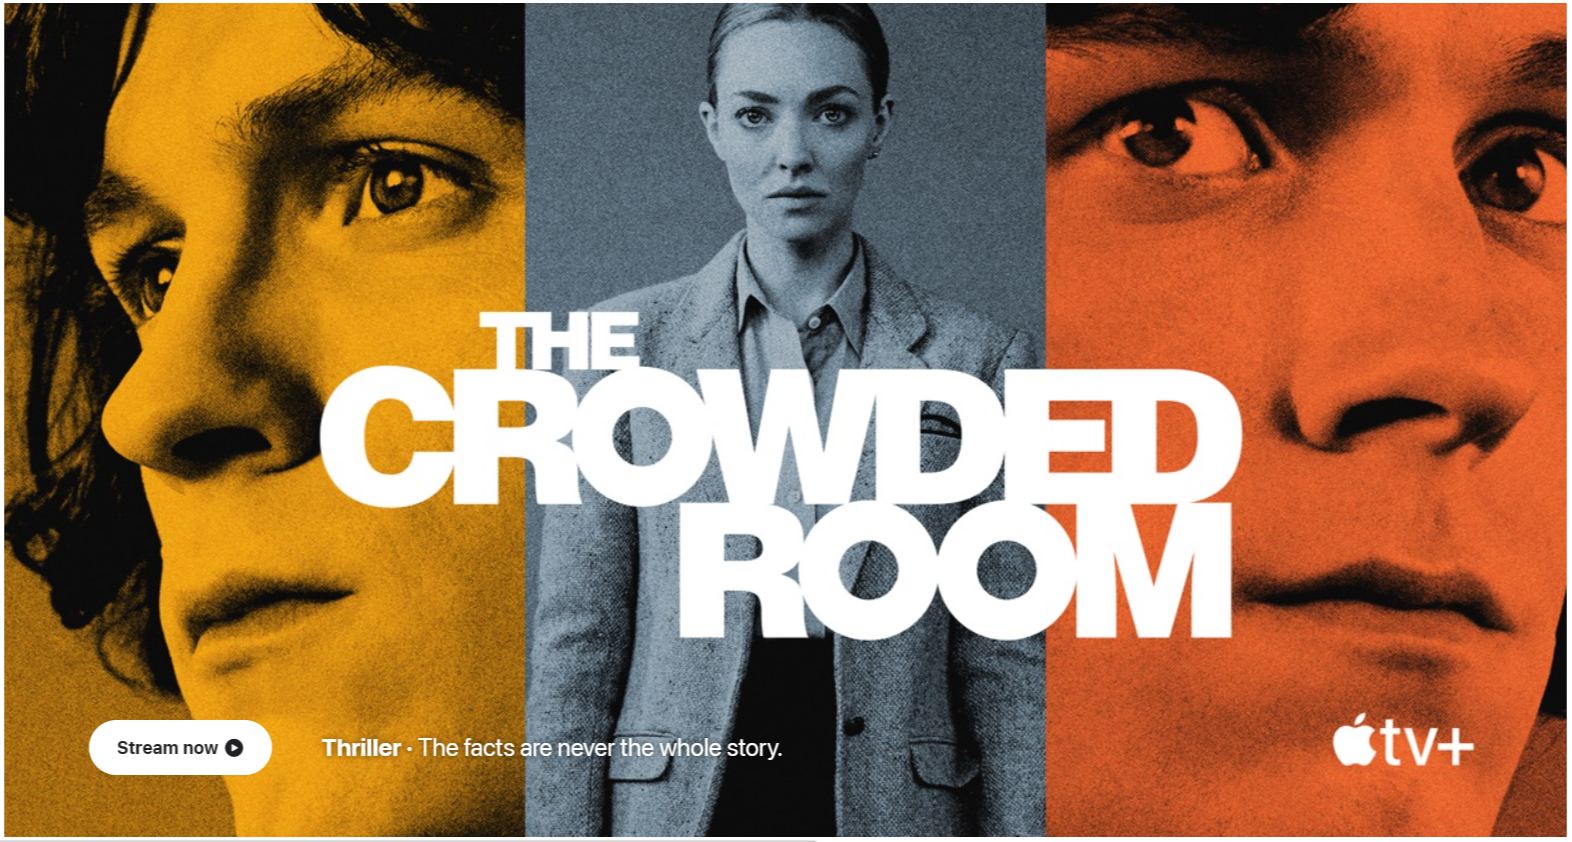 THE
CROWDED
ROOM
Stream now
Thriller · The facts are never the whole story.
tv+